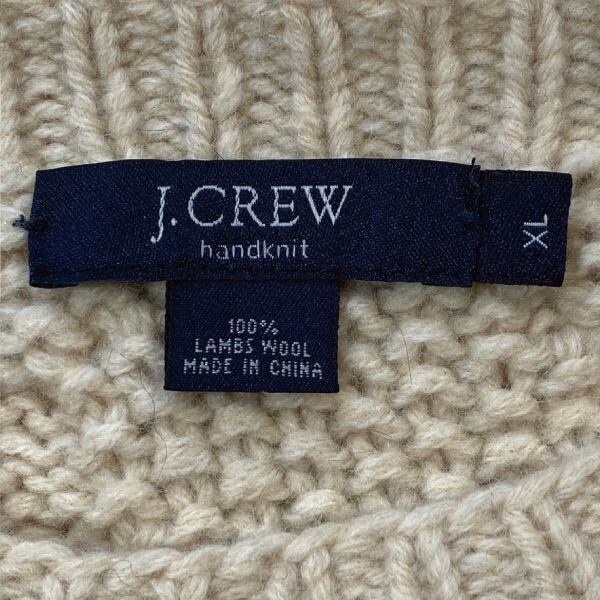 J.CREW
handknit
XL
100%
LAMBS WOOL
MADE IN CHINA